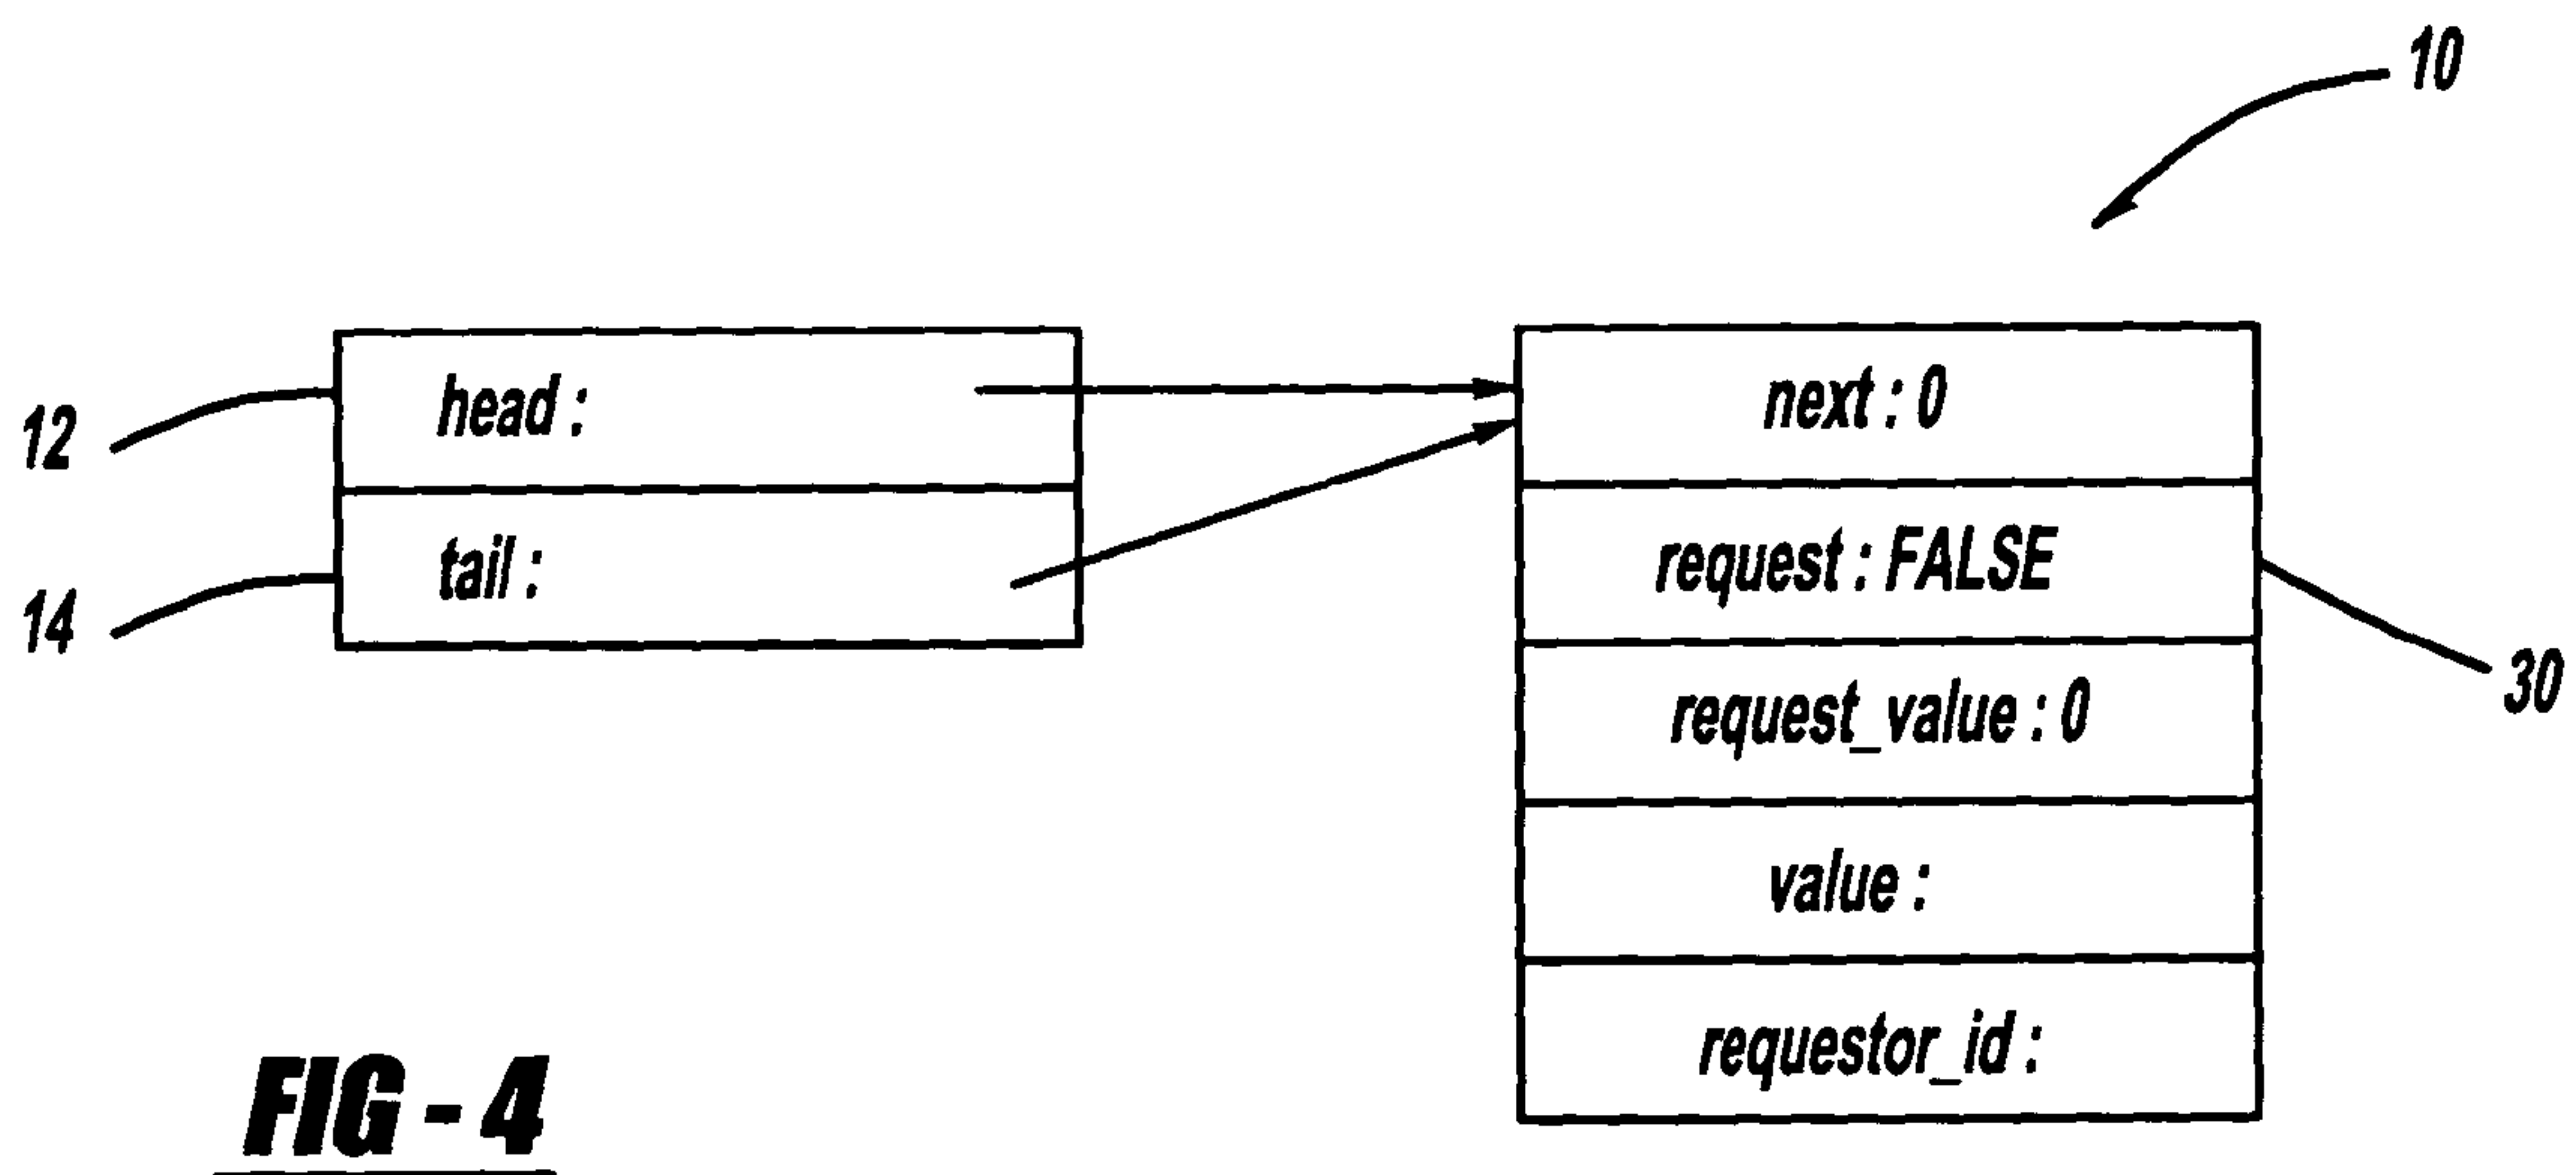 10
12
head :
next : 0
14
tail :
request : FALSE
30
request_value : 0
value :
requestor_id :
FIG - 4